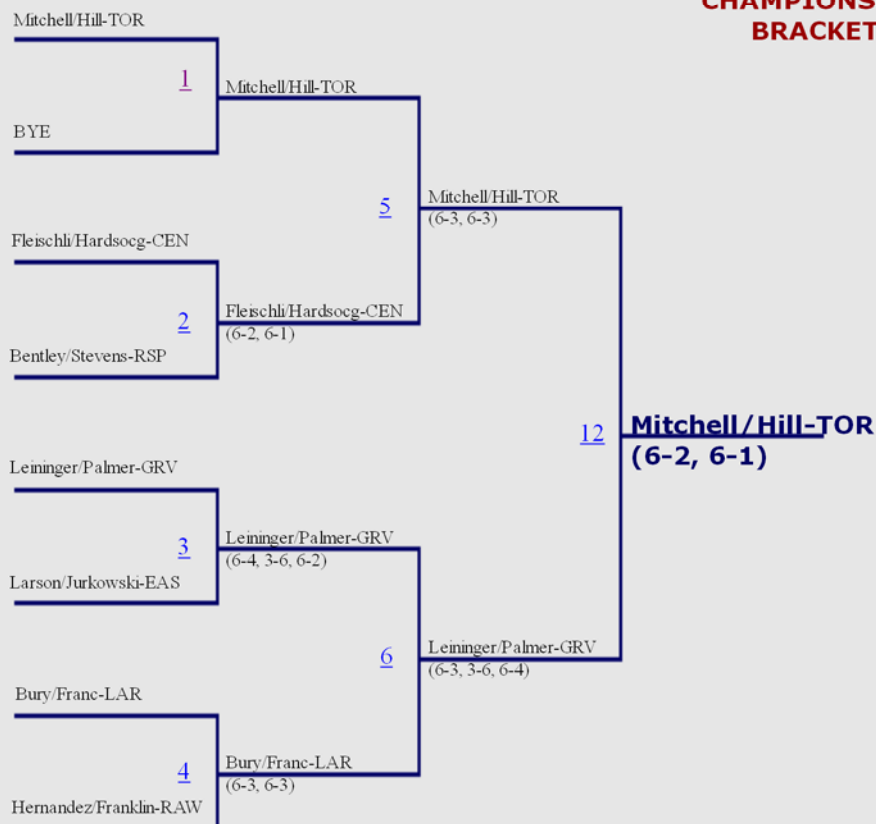 CHAMPIONS
BRACKET
Mitchell/Hill-TOR
1
Mitchell/Hill-TOR
BYE
5
Mitchell/Hill-TOR
(6-3, 6-3)
Fleischli/Hardsocg-CEN
2
Fleischli/Hardsocg-CEN
(6-2, 6-1)
Bentley/Stevens-RSP
12
Mitchell/Hill-TOR
(6-2, 6-1)
Leininger/Palmer-GRV
3
Leininger/Palmer-GRV
(6-4, 3-6, 6-2)
Larson/Jurkowski-EAS
6
Leininger/Palmer-GRV
(6-3, 3-6, 6-4)
Bury/Franc-LAR
4
Bury/Franc-LAR
(6-3, 6-3)
Hernandez/Franklin-RAW